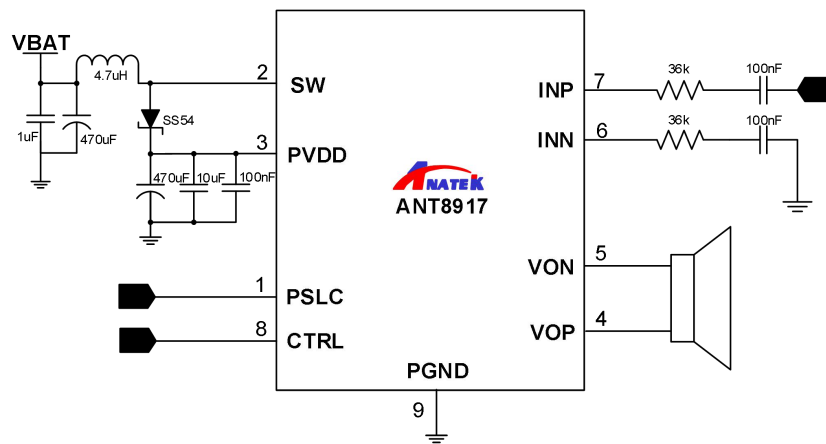 VBAT
4.7uH
1uF
470uF
SS54
470uF
10uF
100nF
2
SW
3
PVDD
1
PSLC
8
CTRL
ANATEK
ANT8917
PGND
9
INP
7
36k
100nF
INN
6
36k
100nF
VON
5
VOP
4